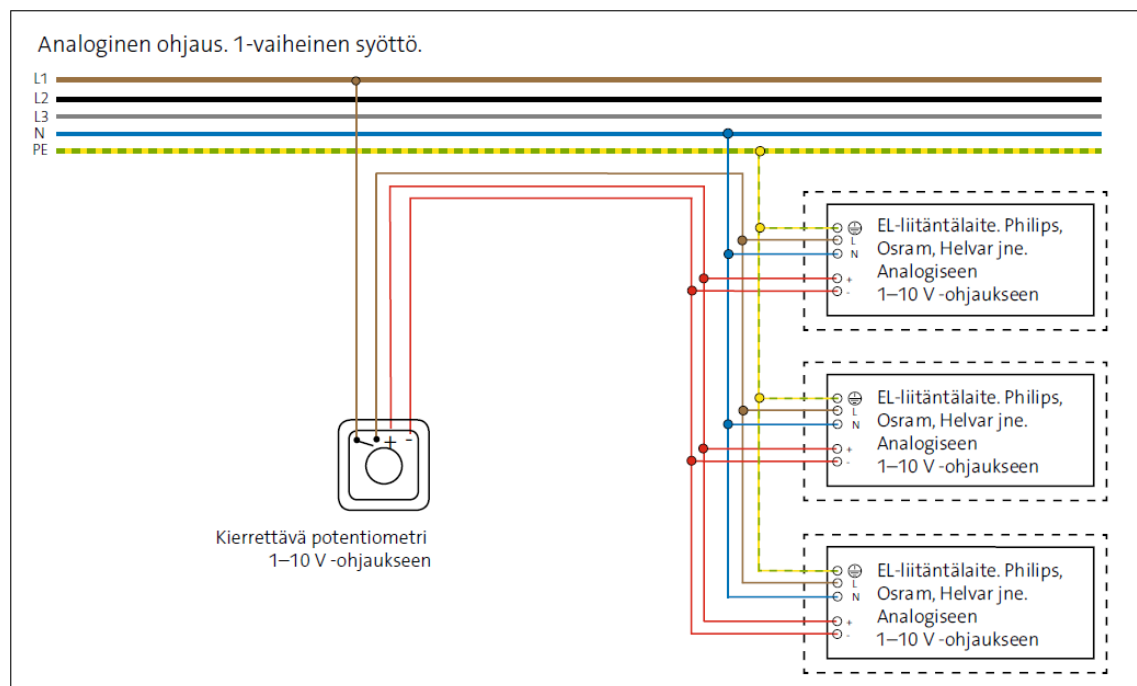 Analoginen ohjaus. 1-vaiheinen syöttö.
L1
L2
L3
N
PE
EL-liitäntälaite. Philips,
Osram, Helvar jne.
Analogiseen
1–10 V -ohjaukseen
L
N
+
-
EL-liitäntälaite. Philips,
Osram, Helvar jne.
Analogiseen
1–10 V -ohjaukseen
L
N
+
-
+ -
Kierrettävä potentiometri
1–10 V -ohjaukseen
EL-liitäntälaite. Philips,
Osram, Helvar jne.
Analogiseen
1–10 V -ohjaukseen
L
N
+
-